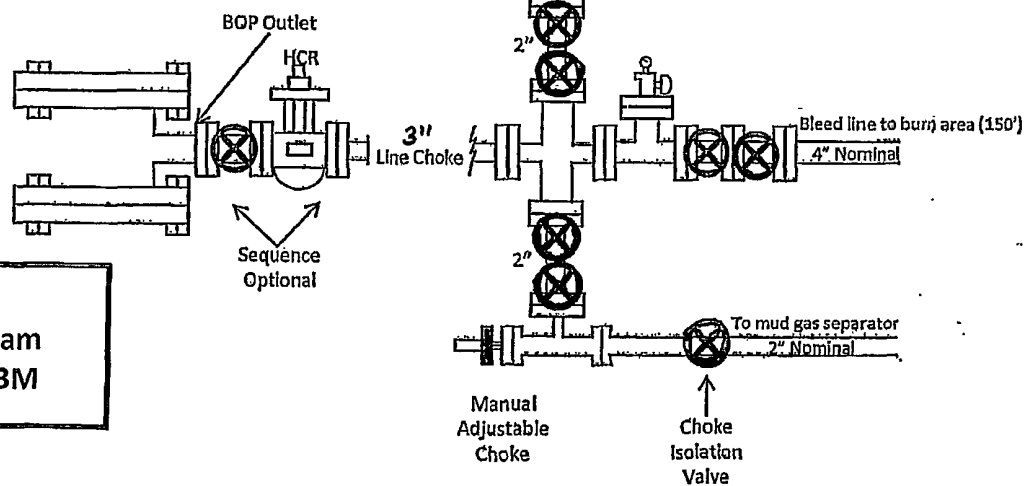 BOP Outlet
HCR
2"
3"
Line Choke
Bleed line to burn area (150')
4" Nominal
Sequence
Optional
2"
To mud gas separator
2" Nominal
am
3M
Manual
Adjustable
Choke
Choke
Isolation
Valve